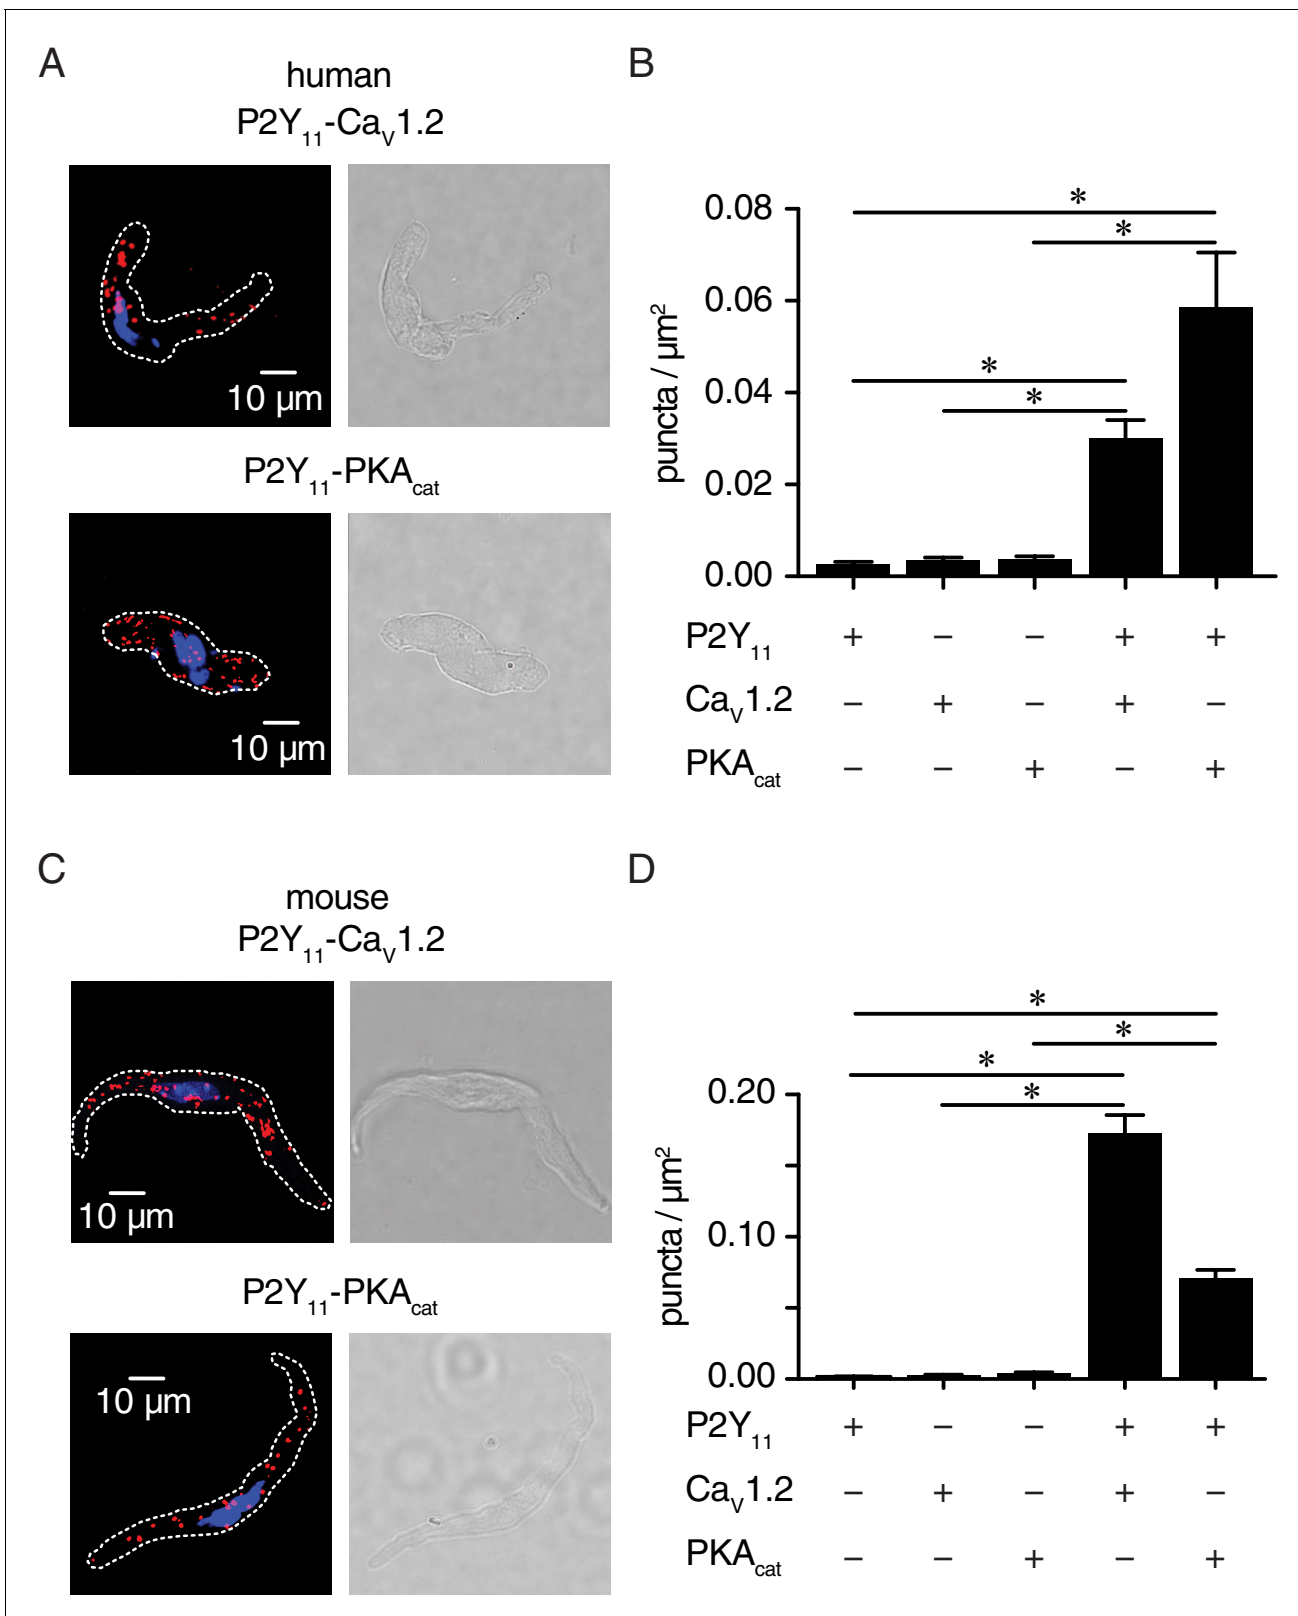 A
human
P2Y11-CaV1.2
10 µm
P2Y11-PKAcat
10 µm
B
* 
*
*
*
puncta / µm2
0.08
0.06
0.04
0.02
0.00
P2Y11 + − − + +
CaV1.2 − + − + −
PKAcat − − + − +
C
mouse
P2Y11-CaV1.2
10 µm
P2Y11-PKAcat
10 µm
D
*
*
*
*
puncta / µm2
0.20
0.10
0.00
P2Y11 + − − + +
CaV1.2 − + − + −
PKAcat − − + − +